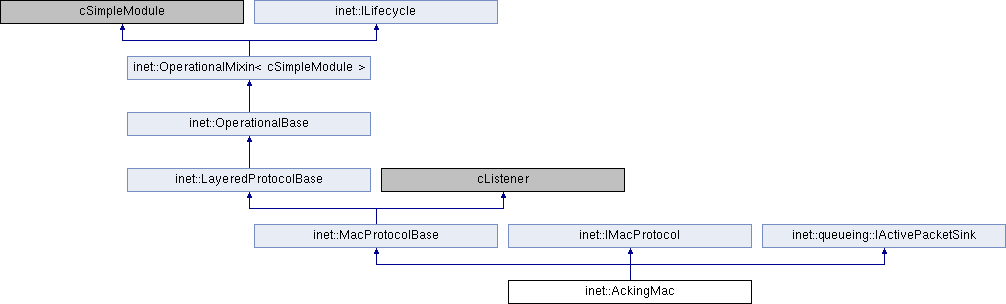 cSimpleModule
inet::ILifecycle
inet::OperationalMixin< cSimpleModule >
inet::OperationalBase
inet::LayeredProtocolBase
cListener
inet::MacProtocolBase
inet::IMacProtocol
inet::queueing::IActivePacketSink
inet::AckingMac